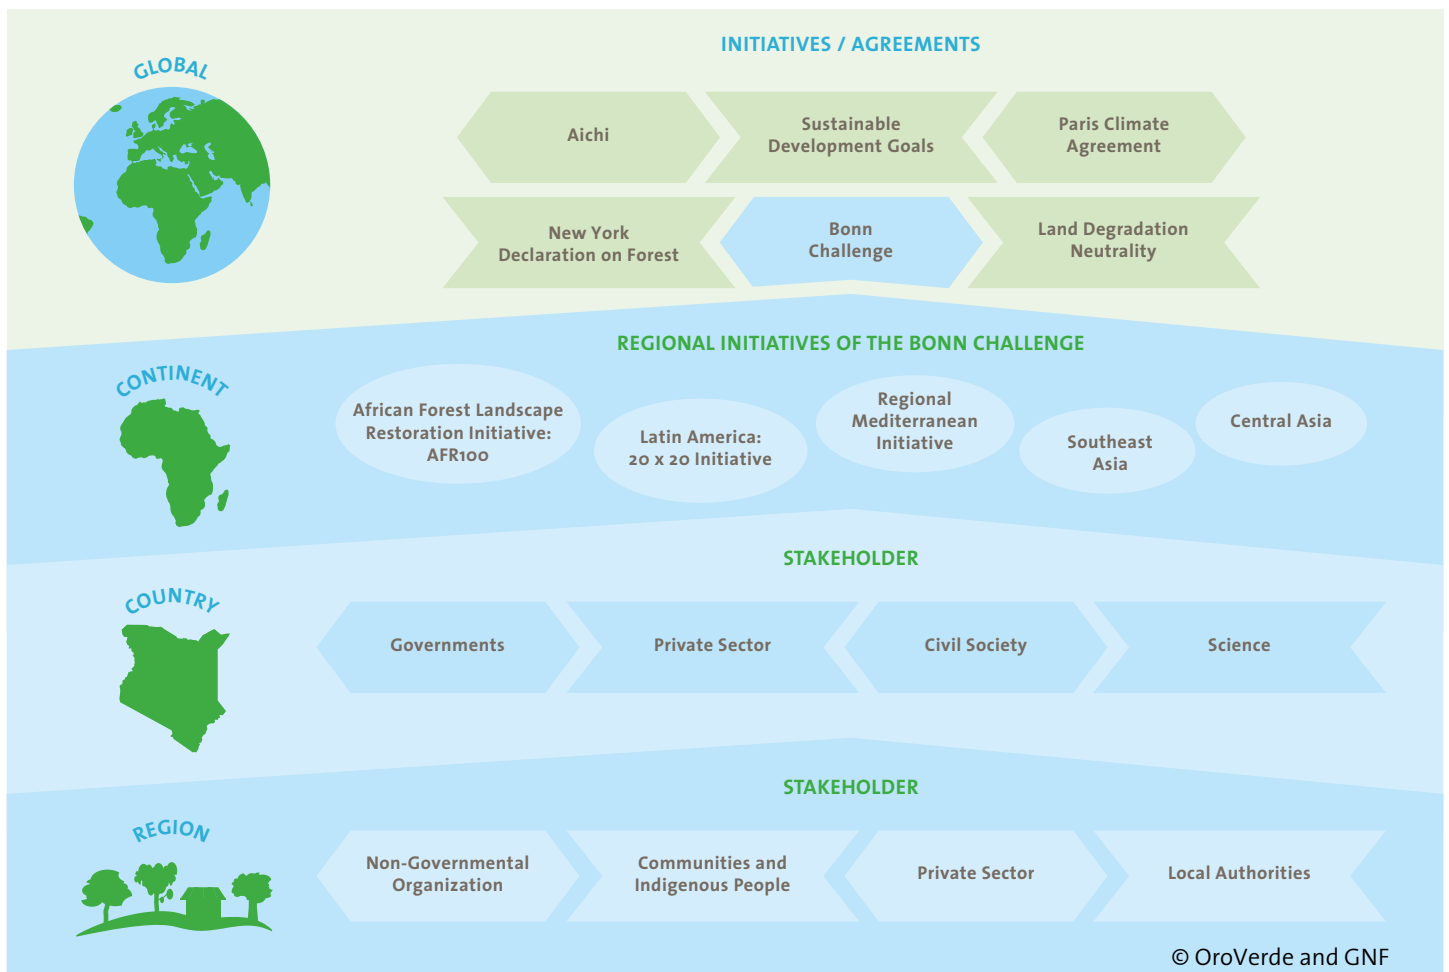 INITIATIVES / AGREEMENTS
GLOBAL
Aichi
Sustainable
Development Goals
Paris Climate
Agreement
New York
Declaration on Forest
Bonn
Challenge
Land Degradation
Neutrality
REGIONAL INITIATIVES OF THE BONN CHALLENGE
CONTINENT
African Forest Landscape
Restoration Initiative:
AFR100
Latin America:
20 x 20 Initiative
Regional
Mediterranean
Initiative
Southeast
Asia
Central Asia
STAKEHOLDER
COUNTRY
Governments
Private Sector
Civil Society
Science
STAKEHOLDER
REGION
Non-Governmental
Organization
Communities and
Indigenous People
Private Sector
Local Authorities
© OroVerde and GNF